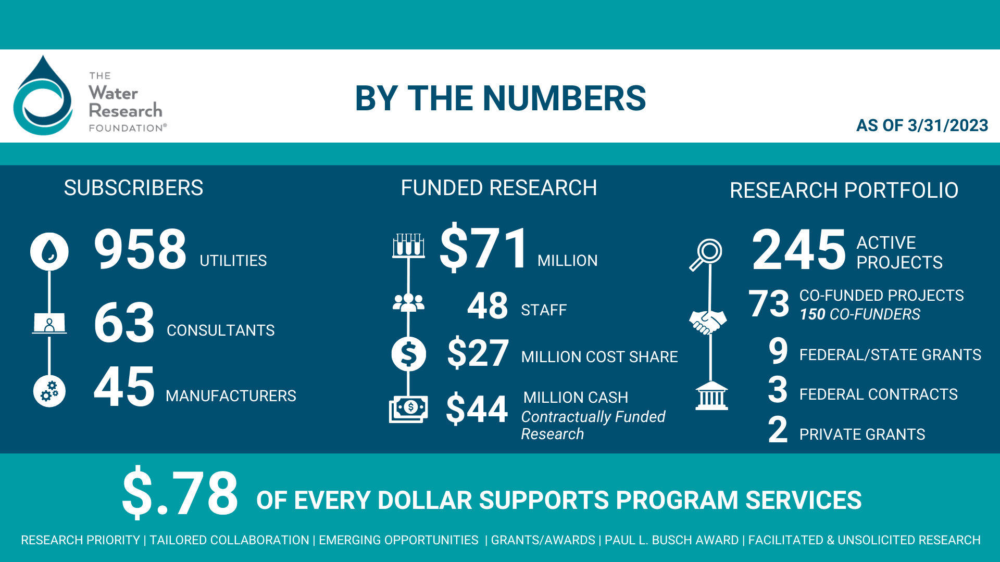 THE
Water
Research
FOUNDATION®
BY THE NUMBERS
AS OF 3/31/2023
SUBSCRIBERS
958 UTILITIES
63 CONSULTANTS
45 MANUFACTURERS
FUNDED RESEARCH
$71 MILLION
48 STAFF
$27 MILLION COST SHARE
$44 MILLION CASH
Contractually Funded
Research
RESEARCH PORTFOLIO
245 ACTIVE
PROJECTS
73 CO-FUNDED PROJECTS
150 CO-FUNDERS
9 FEDERAL/STATE GRANTS
3 FEDERAL CONTRACTS
2 PRIVATE GRANTS
$.78 OF EVERY DOLLAR SUPPORTS PROGRAM SERVICES
RESEARCH PRIORITY | TAILORED COLLABORATION | EMERGING OPPORTUNITIES | GRANTS/AWARDS | PAUL L. BUSCH AWARD | FACILITATED & UNSOLICITED RESEARCH